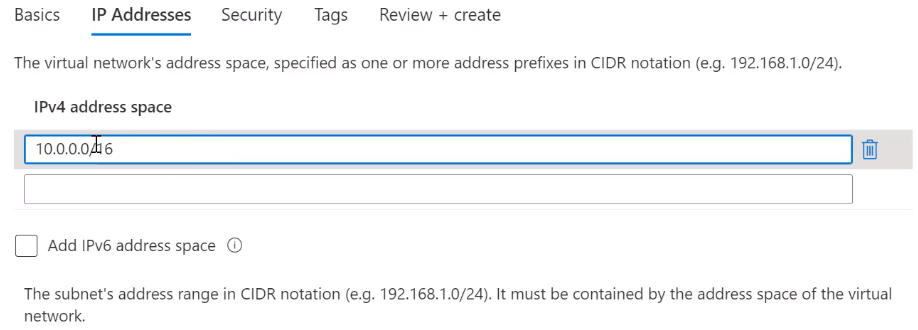 Basics IP Addresses Security Tags Review + create
The virtual network's address space, specified as one or more address prefixes in CIDR notation (e.g. 192.168.1.0/24).
IPv4 address space
10.0.0.0/16
Add IPv6 address space
The subnet's address range in CIDR notation (e.g. 192.168.1.0/24). It must be contained by the address space of the virtual
network.